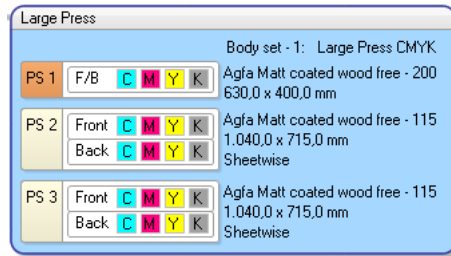 Large Press
Body set - 1: Large Press CMYK
PS 1 F/B C M Y K Agfa Matt coated wood free - 200
630,0 x 400,0 mm
PS 2 Front C M Y K Agfa Matt coated wood free - 115
1.040,0 x 715,0 mm
Back C M Y K
Sheetwise
PS 3 Front C M Y K Agfa Matt coated wood free - 115
1.040,0 x 715,0 mm
Back C M Y K
Sheetwise